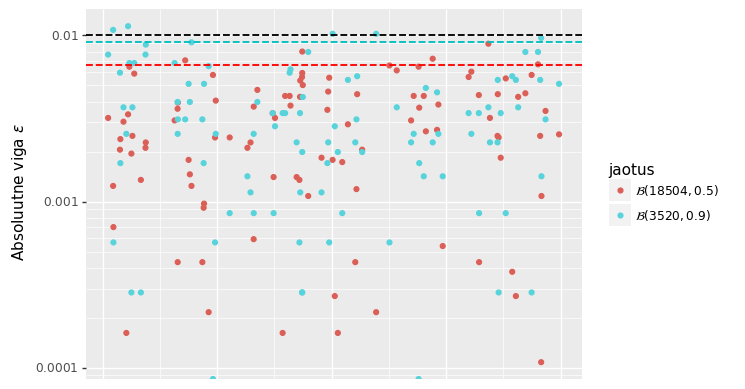 0.01
0.001
0.0001
Absoluutne viga ε
jaotus
ℬ(18504, 0.5)
ℬ(3520, 0.9)